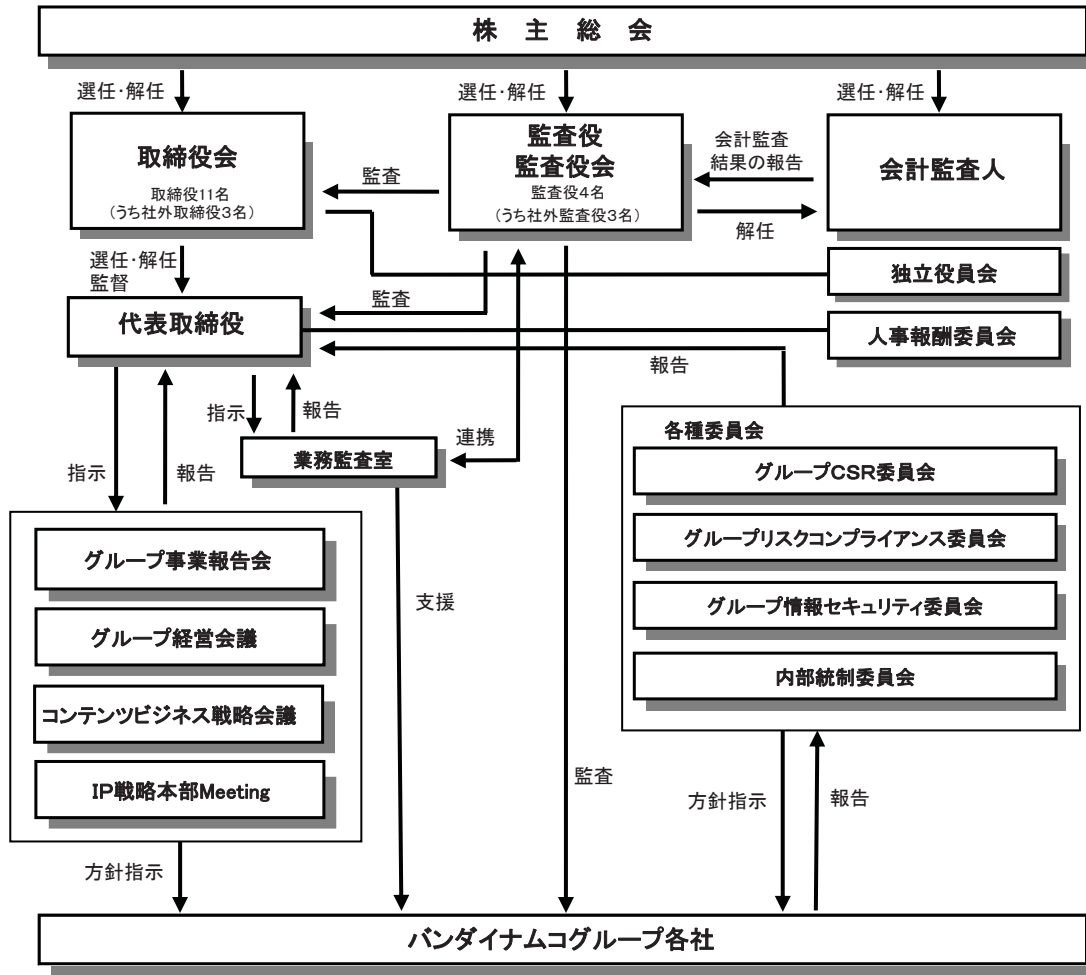 株 主 総 会
選任・解任
選任・解任
選任・解任
取締役会
取締役11名
（うち社外取締役3名）
監査
監査役
監査役会
監査役4名
（うち社外監査役3名）
会計監査
結果の報告
解任
会計監査人
選任・解任
監督
監査
独立役員会
代表取締役
人事報酬委員会
報告
指示
報告
指示
報告
連携
業務監査室
各種委員会
グループCSR委員会
グループリスクコンプライアンス委員会
グループ情報セキュリティ委員会
内部統制委員会
グループ事業報告会
グループ経営会議
コンテンツビジネス戦略会議
IP戦略本部Meeting
支援
監査
方針指示
報告
方針指示
バンダイナムコグループ各社